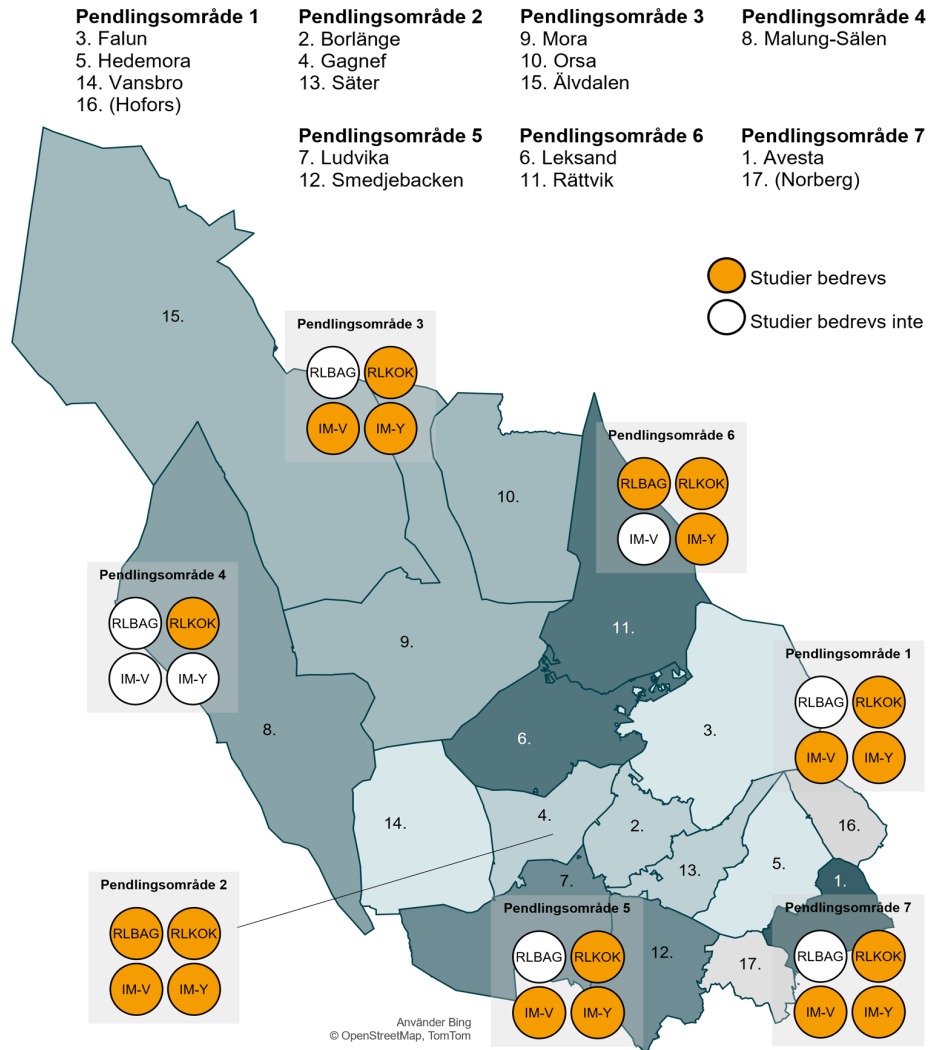 Pendlingsområde 1
3. Falun
5. Hedemora
14. Vansbro
16. (Hofors)
Pendlingsområde 2
2. Borlänge
4. Gagnef
13. Säter
Pendlingsområde 3
9. Mora
10. Orsa
15. Älvdalen
Pendlingsområde 4
8. Malung-Sälen
Pendlingsområde 5
7. Ludvika
12. Smedjebacken
Pendlingsområde 6
6. Leksand
11. Rättvik
Pendlingsområde 7
1. Avesta
17. (Norberg)
Studier bedrevs
Studier bedrevs inte
15.
Pendlingsområde 3
RLBAG RLKOK
IM-V IM-Y
10.
Pendlingsområde 6
RLBAG RLKOK
IM-V IM-Y
Pendlingsområde 4
RLBAG RLKOK
IM-V IM-Y
9.
11.
Pendlingsområde 1
RLBAG RLKOK
IM-V IM-Y
8.
6.
3.
14.
4.
2.
16.
13.
5.
7.
1.
Pendlingsområde 2
RLBAG RLKOK
IM-V IM-Y
Pendlingsområde 5
RLBAG RLKOK
IM-V IM-Y
12.
17.
Pendlingsområde 7
RLBAG RLKOK
IM-V IM-Y
Använder Bing
© OpenStreetMap, TomTom